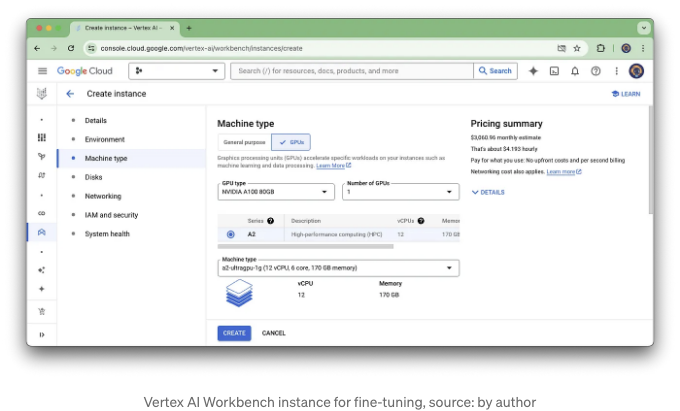 Create instance – Vertex AI –
console.cloud.google.com/vertex-ai/workbench/instances/create
Google Cloud
Search (/) for resources, docs, products, and more
Search
Create instance
LEARN
Details
Environment
Machine type
Disks
Networking
IAM and security
System health
Machine type
General purpose
GPUs
Graphics processing units (GPUs) accelerate specific workloads on your instances such as
machine learning and data processing. Learn More
GPU type
NVIDIA A100 80GB
Number of GPUs
1
Series
Description
vCPUs
A2
High-performance computing (HPC)
12
170 GB
Machine type
a2-ultragpu-1g (12 vCPU, 6 core, 170 GB memory)
vCPU
Memory
12
170 GB
CREATE
CANCEL
Pricing summary
$3,060.96 monthly estimate
That's about $4.193 hourly
Pay for what you use: No upfront costs and per second billing
Networking cost also applies. Learn more
DETAILS
Vertex AI Workbench instance for fine-tuning, source: by author